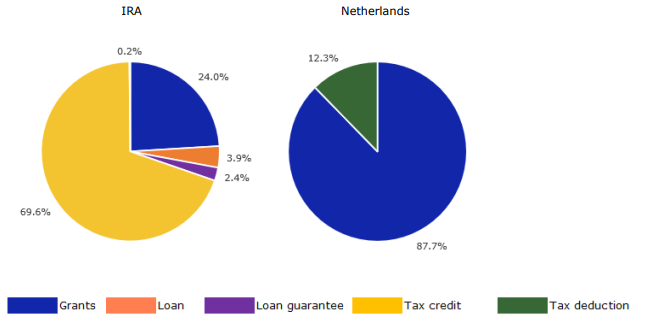 IRA
Netherlands
0.2%
24.0%
3.9%
2.4%
69.6%
12.3%
87.7%
Grants
Loan
Loan guarantee
Tax credit
Tax deduction